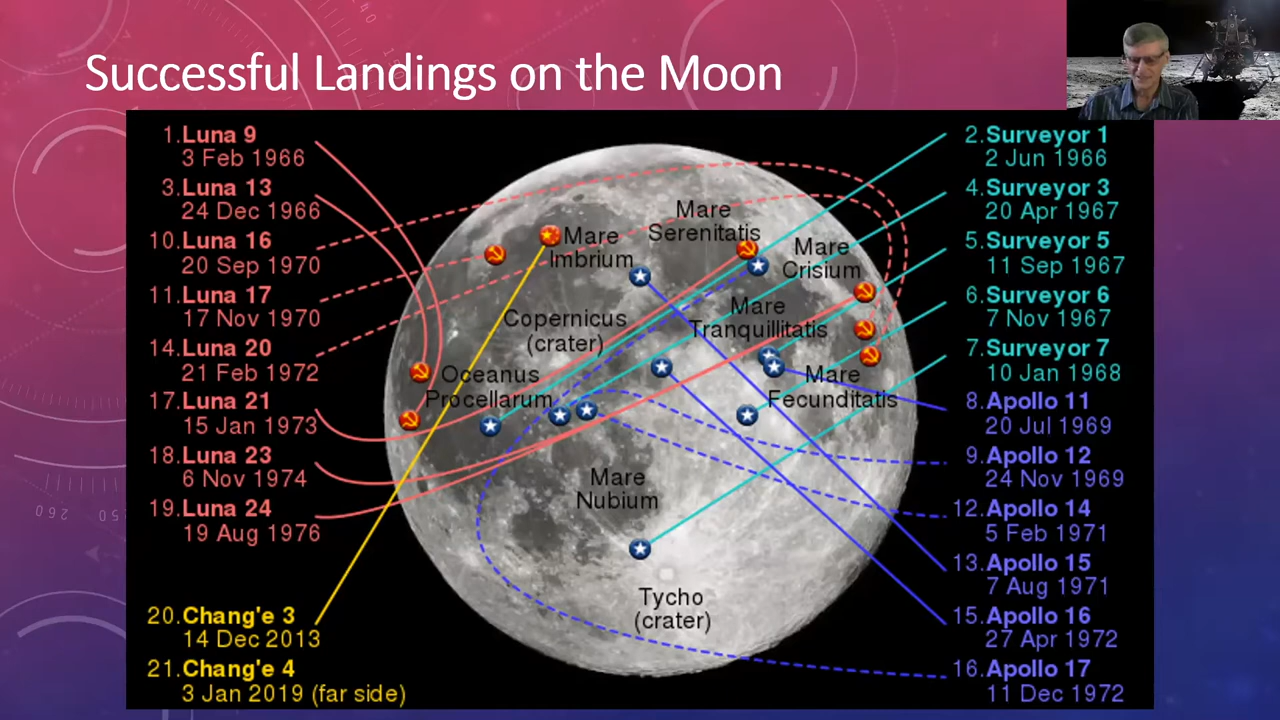 Successful Landings on the Moon
1. Luna 9
3 Feb 1966
3. Luna 13
24 Dec 1966
10. Luna 16
20 Sep 1970
11. Luna 17
17 Nov 1970
14. Luna 20
21 Feb 1972
17. Luna 21
15 Jan 1973
18. Luna 23
6 Nov 1974
19. Luna 24
19 Aug 1976
20. Chang'e 3
14 Dec 2013
21. Chang'e 4
3 Jan 2019 (far side)
Mare
Imbrium
Mare
Serenitatis
Mare
Crisium
Copernicus
(crater)
Mare
Tranquillitatis
Oceanus
Procellarum
Mare
Fecunditatis
Mare
Nubium
Tycho
(crater)
2. Surveyor 1
2 Jun 1966
4. Surveyor 3
20 Apr 1967
5. Surveyor 5
11 Sep 1967
6. Surveyor 6
7 Nov 1967
7. Surveyor 7
10 Jan 1968
8. Apollo 11
20 Jul 1969
9. Apollo 12
24 Nov 1969
12. Apollo 14
5 Feb 1971
13. Apollo 15
7 Aug 1971
15. Apollo 16
27 Apr 1972
16. Apollo 17
11 Dec 1972
260